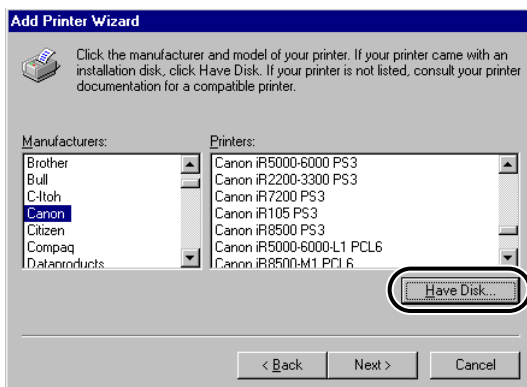 Add Printer Wizard
Click the manufacturer and model of your printer. If your printer came with an
installation disk, click Have Disk. If your printer is not listed, consult your printer
documentation for a compatible printer.
Manufacturers:
Brother
Bull
C-Itoh
Canon
Citizen
Compaq
Dataproducts
Printers:
Canon iR5000-6000 PS3
Canon iR2200-3300 PS3
Canon iR7200 PS3
Canon iR105 PS3
Canon iR8500 PS3
Canon iR5000-6000-L1 PCL6
Canon iR8500-M1 PCL6
Have Disk...
< Back
Next >
Cancel